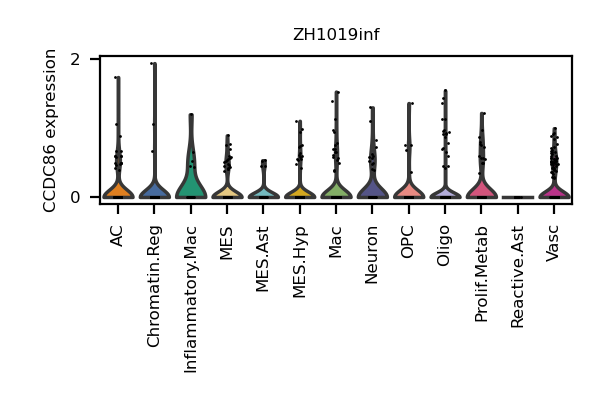 ZH1019inf
CCDC86 expression
2
0
AC
Chromatin.Reg
Inflammatory.Mac
MES
MES.Ast
MES.Hyp
Mac
Neuron
OPC
Oligo
Prolif.Metab
Reactive.Ast
Vasc